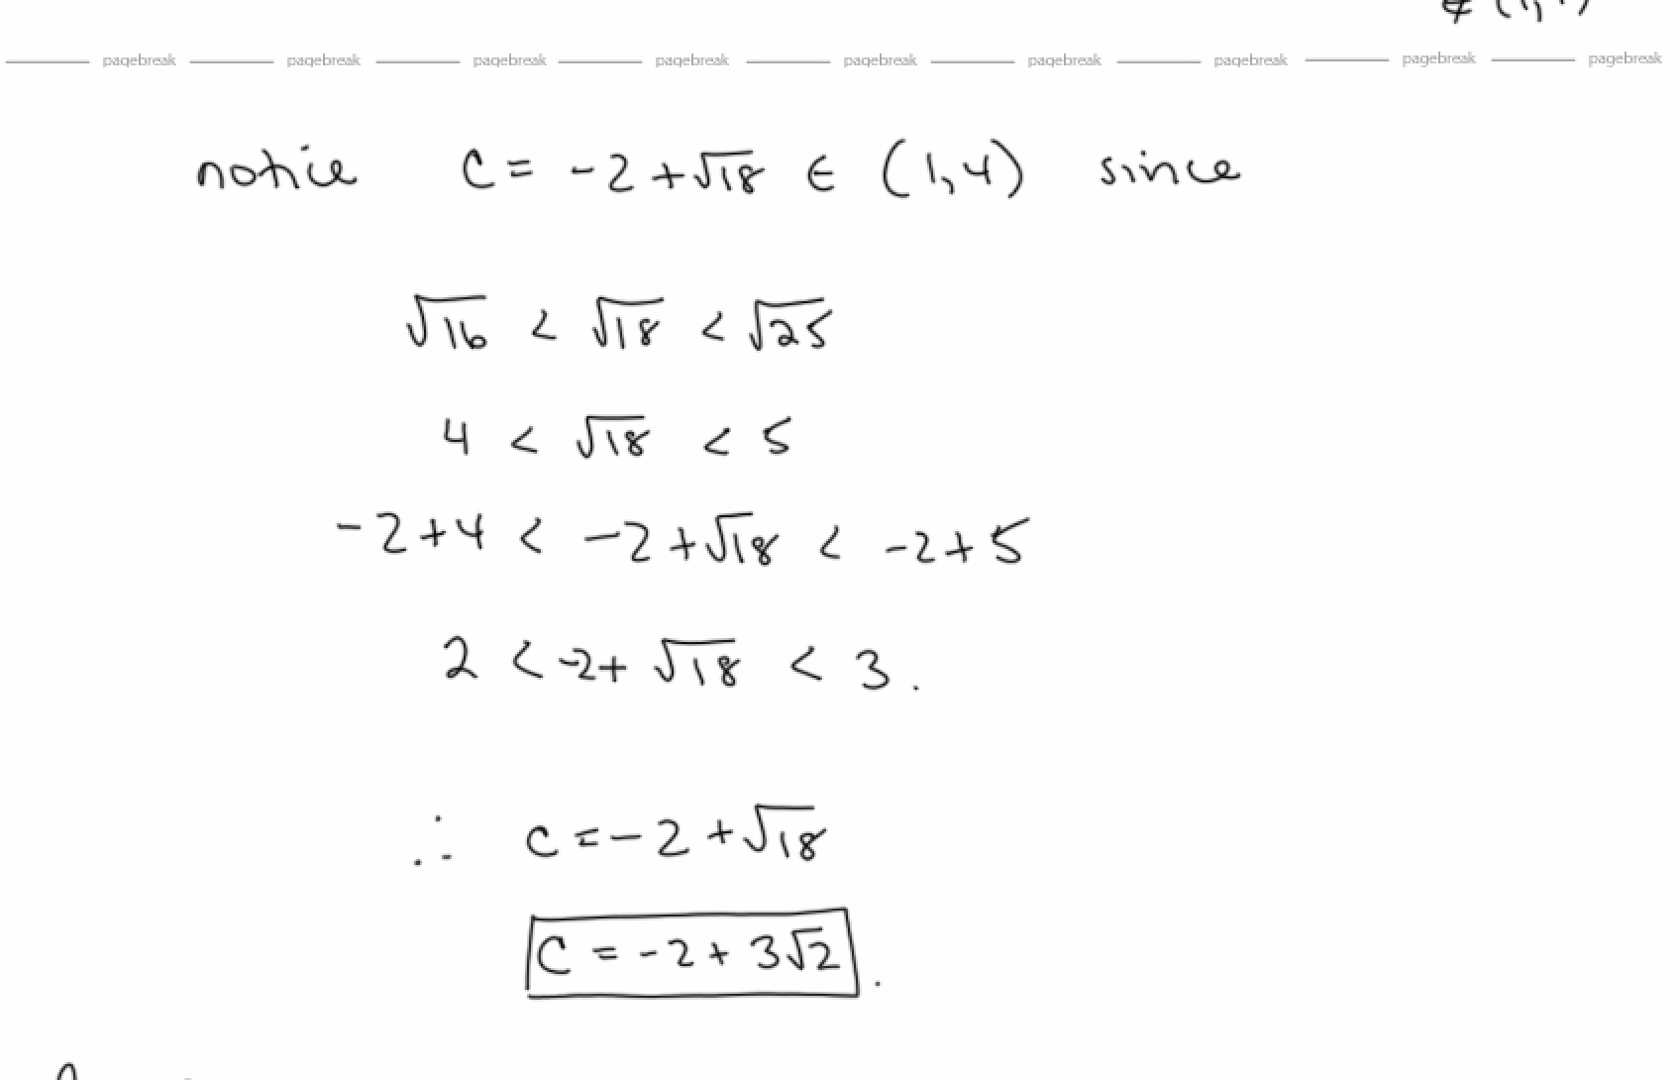 pagebreak pagebreak pagebreak pagebreak pagebreak pagebreak pagebreak pagebreak pagebreak
notice c = -2 + √18 ∈ (1, 4) since
√16 < √18 < √25
4 < √18 < 5
-2+4 < -2 + √18 < -2+5
2 < -2+ √18 < 3.
∴ c = -2 + √18
c = -2 + 3√2.